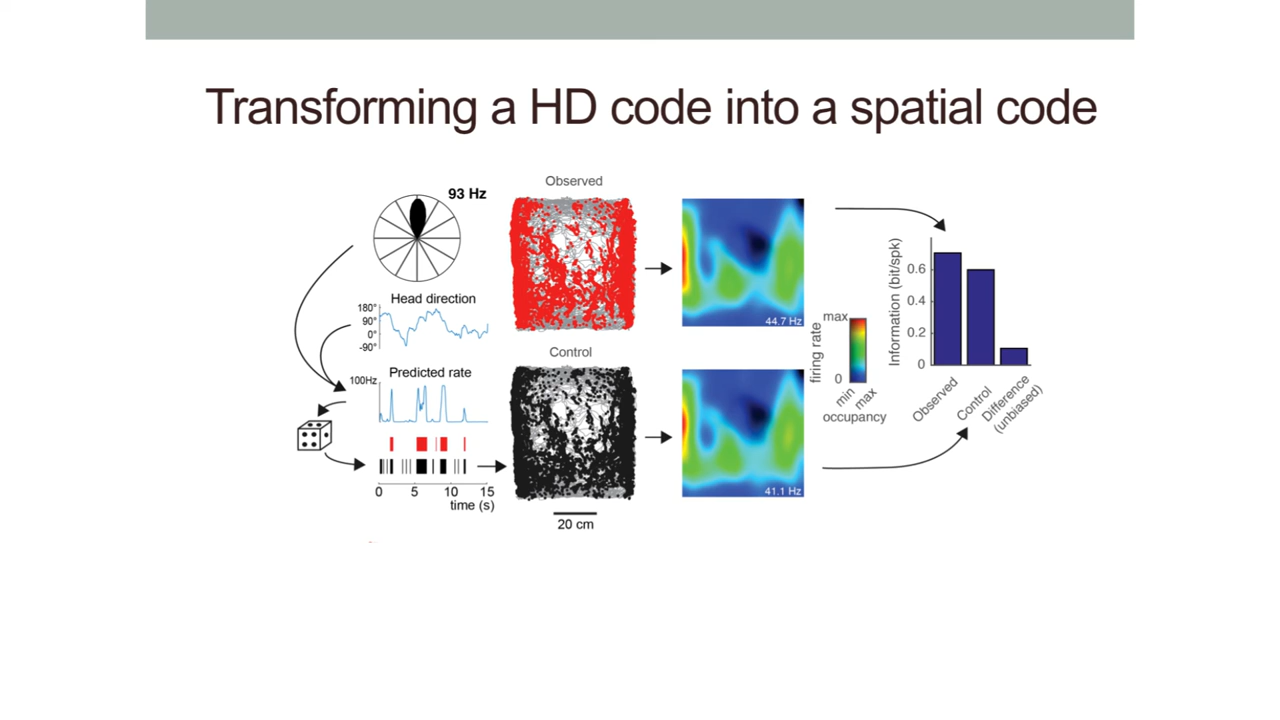 Transforming a HD code into a spatial code
93 Hz
Observed
Head direction
180°
90°
0°
-90°
44.7 Hz
Control
Predicted rate
100Hz
0 5 10 15
time (s)
41.1 Hz
20 cm
max
0
firing rate
min
max
occupancy
Information (bit/spk)
0.6
0.4
0.2
0
Observed
Control
Difference
(unbiased)